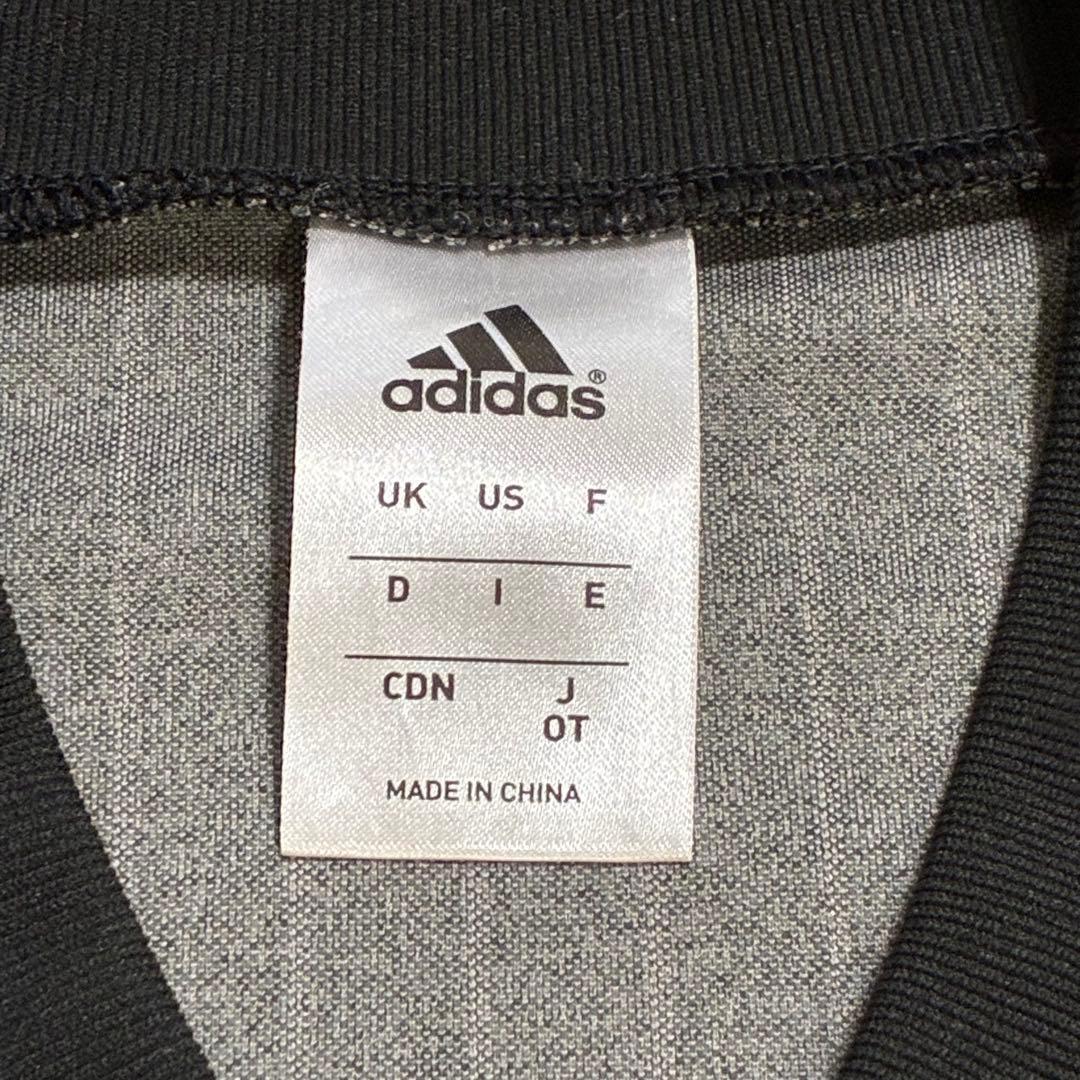 adidas®
UK US F
D I E
CDN J
OT
MADE IN CHINA